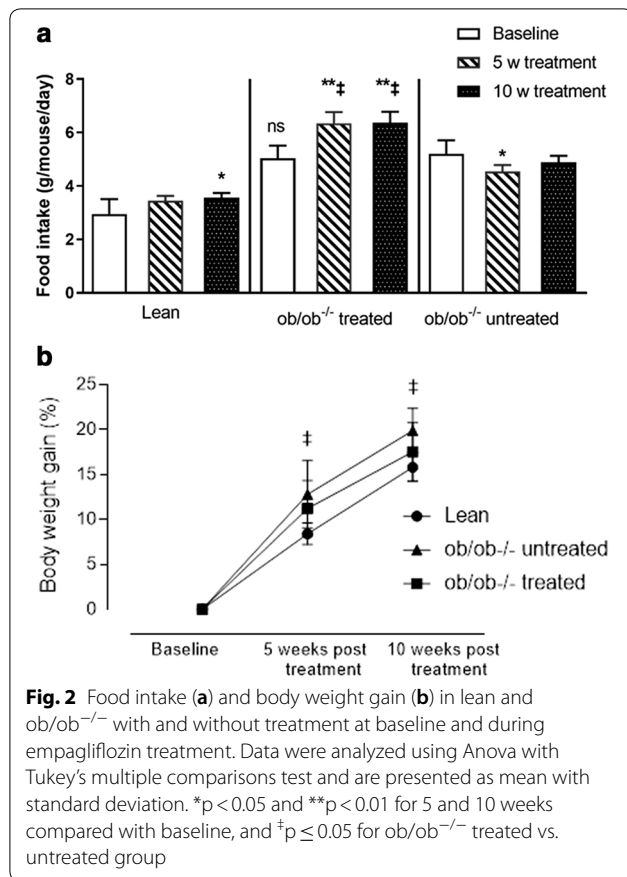 a
Baseline
5 w treatment
10 w treatment
Food intake (g/mouse/day)
8
6
4
2
0
*
ns
**‡
**‡
*
Lean
ob/ob-/- treated
ob/ob-/- untreated
b
Body weight gain (%)
25
20
15
10
5
0
‡
‡
Lean
ob/ob-/- untreated
ob/ob-/- treated
Baseline
5 weeks post
treatment
10 weeks post
treatment
Fig. 2 Food intake (a) and body weight gain (b) in lean and
ob/ob−/− with and without treatment at baseline and during
empagliflozin treatment. Data were analyzed using Anova with
Tukey's multiple comparisons test and are presented as mean with
standard deviation. *p < 0.05 and **p < 0.01 for 5 and 10 weeks
compared with baseline, and ‡p ≤ 0.05 for ob/ob−/− treated vs.
untreated group